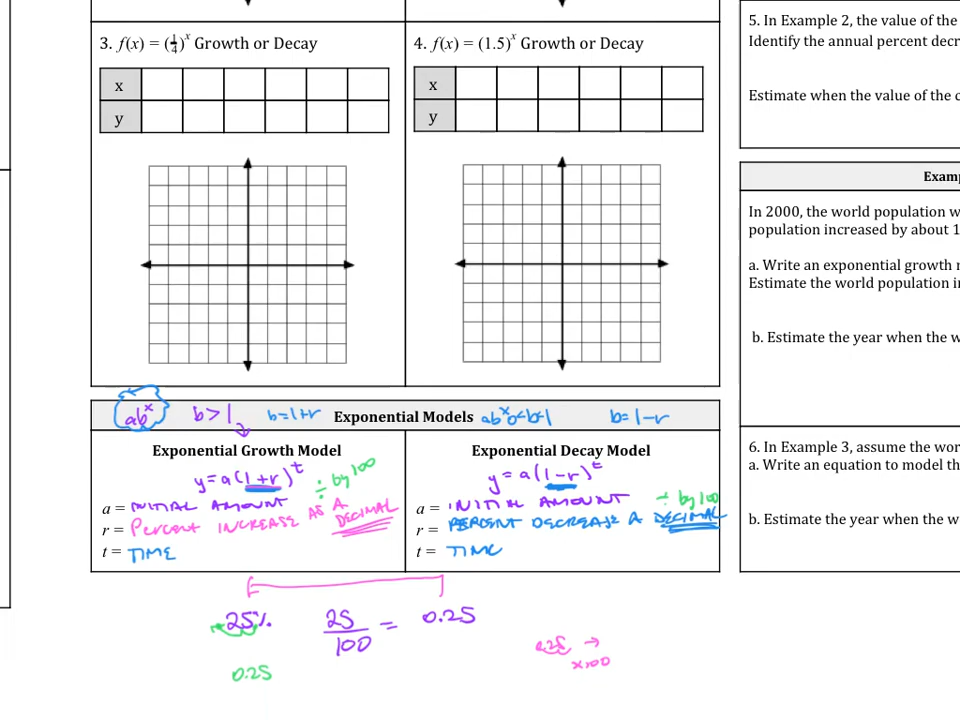 3. f(x) = (1/4)^x Growth or Decay
x
y
4. f(x) = (1.5)^x Growth or Decay
x
y
ab^x b > 1 b=1+r Exponential Models ab^x 0<b<1 b= 1-r
Exponential Growth Model
y=a(1+r)^t
÷ by 100
a = INITIAL AMOUNT
r = PERCENT INCREASE AS A DECIMAL
t = TIME
Exponential Decay Model
y=a(1-r)^t
÷ by 100
a = INITIAL AMOUNT
r = PERCENT DECREASE A DECIMAL
t = TIME
25% 25/100 = 0.25
0.25
x100
5. In Example 2, the value of the
Identify the annual percent decr
Estimate when the value of the c
Examp
In 2000, the world population w
population increased by about 1
a. Write an exponential growth
Estimate the world population i
b. Estimate the year when the w
6. In Example 3, assume the wor
a. Write an equation to model th
b. Estimate the year when the w